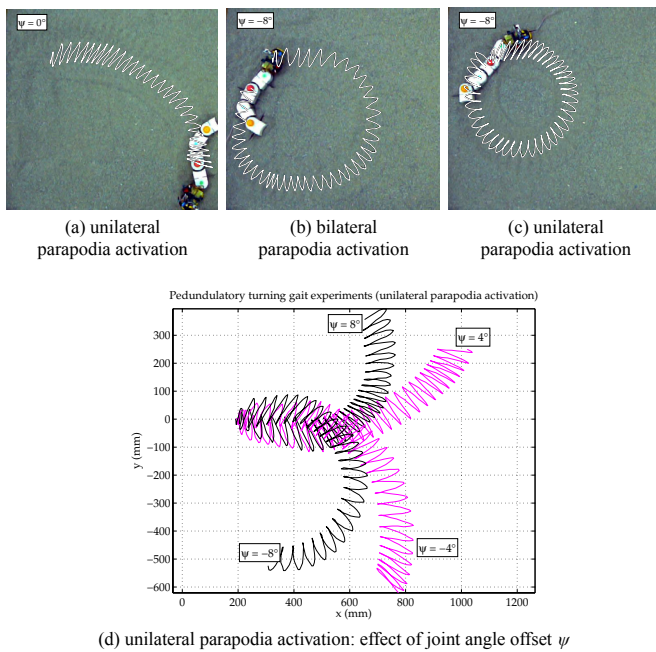 ψ = 0°
ψ = −8°
ψ = −8°
(a) unilateral
parapodia activation
(b) bilateral
parapodia activation
(c) unilateral
parapodia activation
Pedundulatory turning gait experiments (unilateral parapodia activation)
ψ = 8°
ψ = 4°
300
200
100
0
−100
−200
−300
−400
−500
−600
y (mm)
ψ = −8°
ψ = −4°
0 200 400 600 800 1000 1200
x (mm)
(d) unilateral parapodia activation: effect of joint angle offset ψ